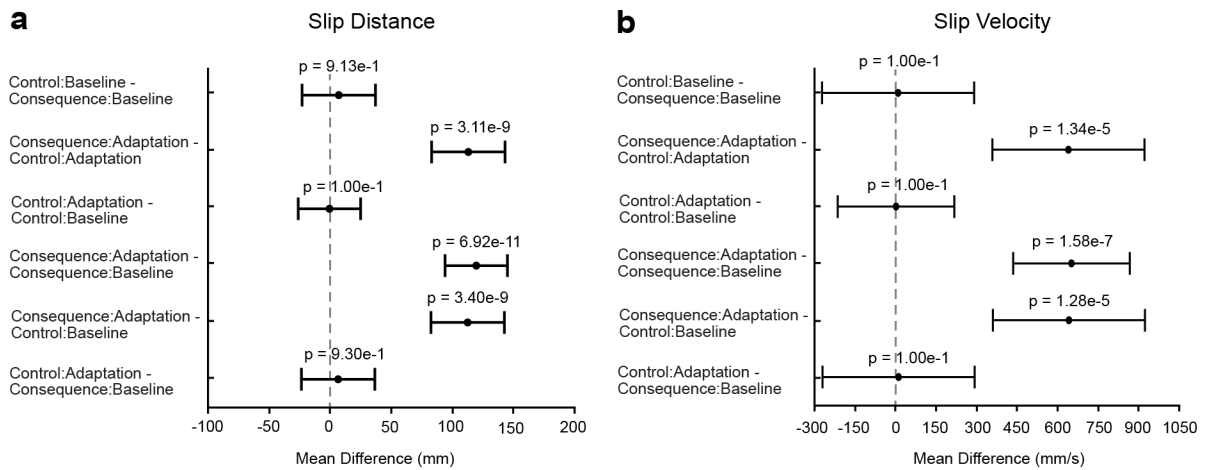 a
Slip Distance
Control:Baseline -
Consequence:Baseline
p = 9.13e-1
Consequence:Adaptation -
Control:Adaptation
p = 3.11e-9
Control:Adaptation -
Control:Baseline
p = 1.00e-1
Consequence:Adaptation -
Consequence:Baseline
p = 6.92e-11
Consequence:Adaptation -
Control:Baseline
p = 3.40e-9
Control:Adaptation -
Consequence:Baseline
p = 9.30e-1
-100 -50 0 50 100 150 200
Mean Difference (mm)
b
Slip Velocity
Control:Baseline -
Consequence:Baseline
p = 1.00e-1
Consequence:Adaptation -
Control:Adaptation
p = 1.34e-5
Control:Adaptation -
Control:Baseline
p = 1.00e-1
Consequence:Adaptation -
Consequence:Baseline
p = 1.58e-7
Consequence:Adaptation -
Control:Baseline
p = 1.28e-5
Control:Adaptation -
Consequence:Baseline
p = 1.00e-1
-300 -150 0 150 300 450 600 750 900 1050
Mean Difference (mm/s)